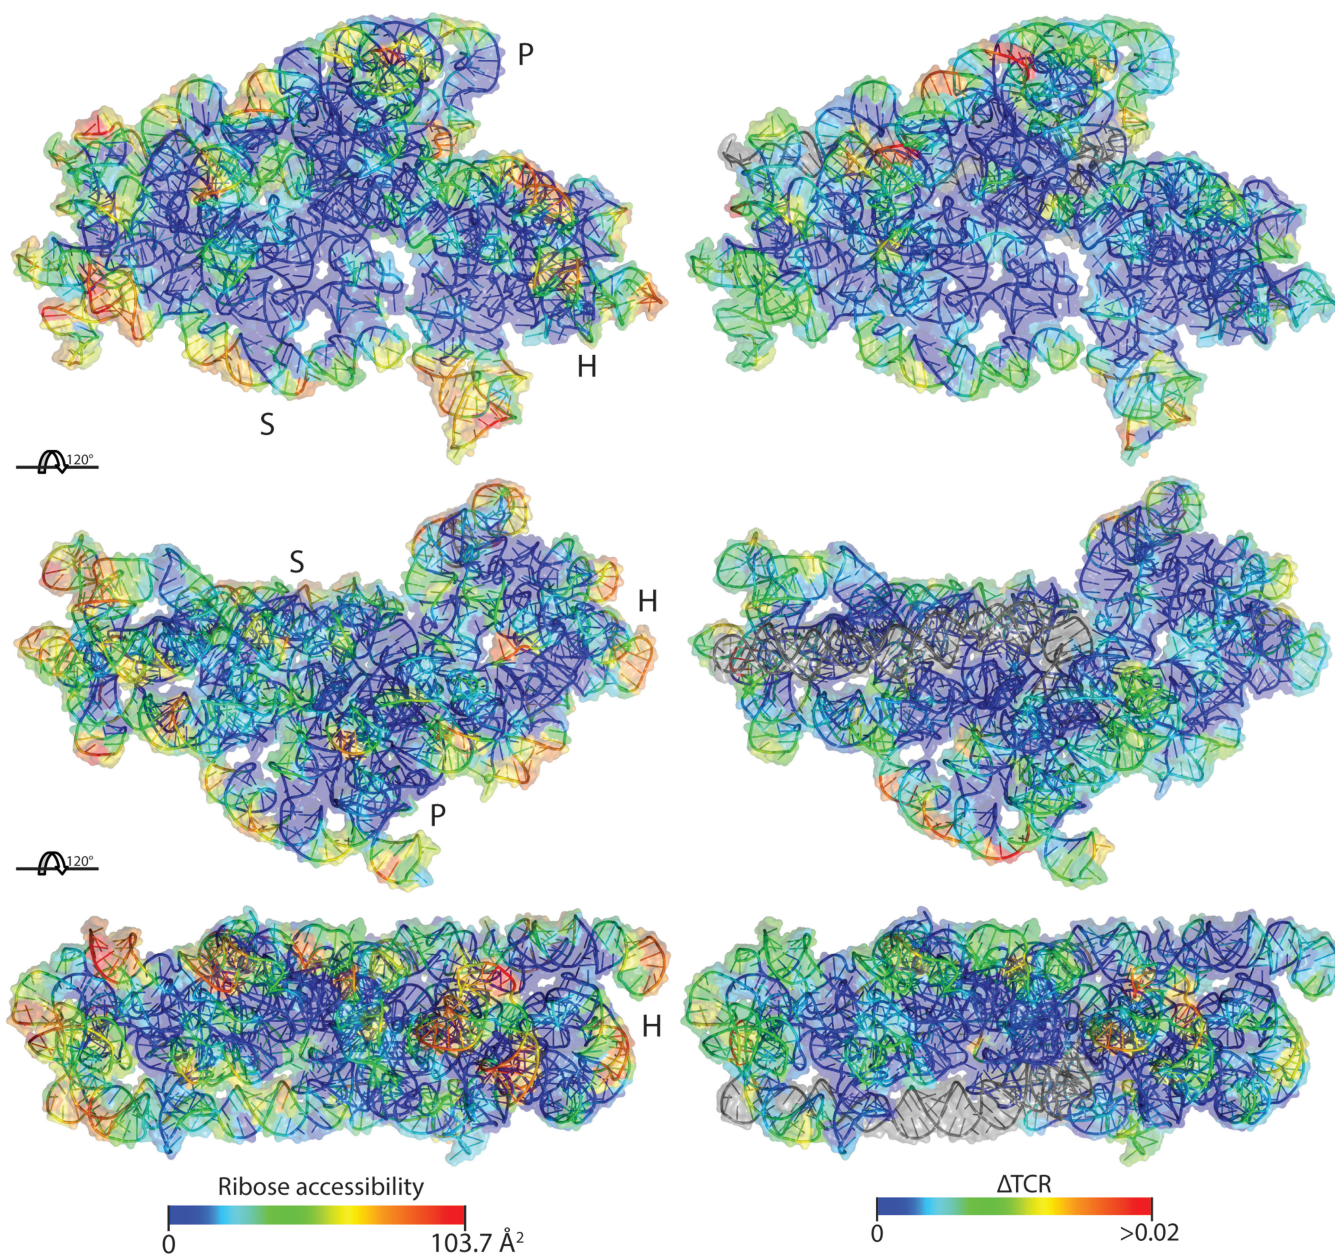 P
H
S
120°
S
H
P
120°
H
Ribose accessibility
0
103.7 Å²
ΔTCR
0
>0.02